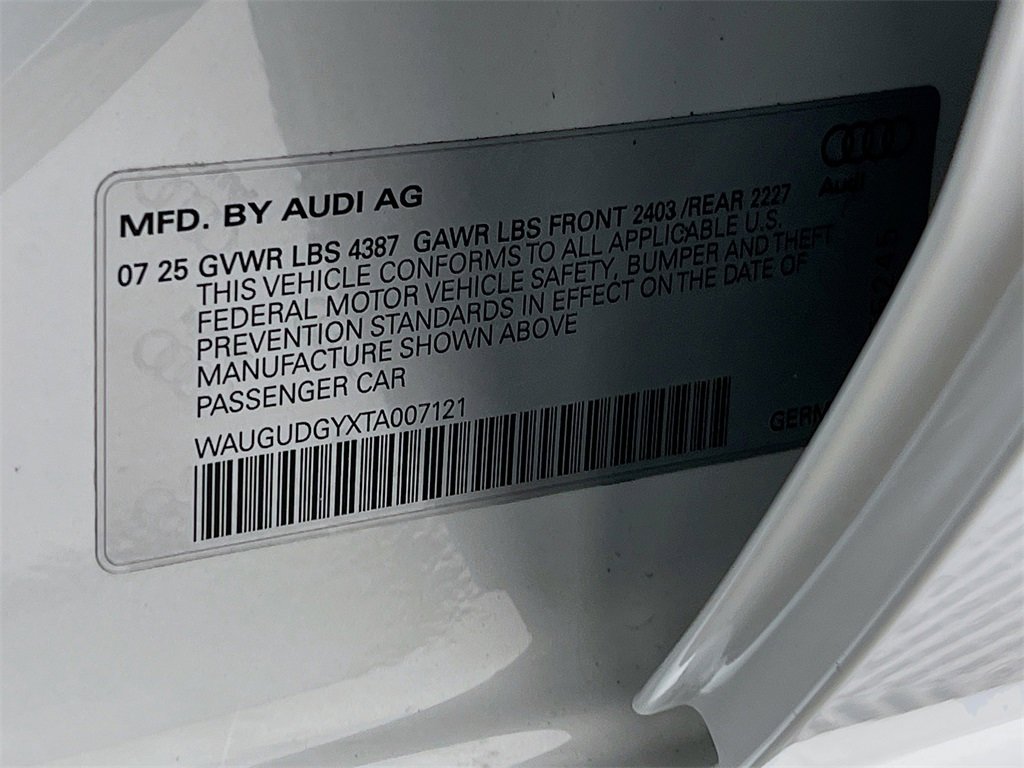 Audi
MFD. BY AUDI AG
07 25 GVWR LBS 4387 GAWR LBS FRONT 2403 /REAR 2227
THIS VEHICLE CONFORMS TO ALL APPLICABLE U.S.
FEDERAL MOTOR VEHICLE SAFETY, BUMPER AND THEFT
PREVENTION STANDARDS IN EFFECT ON THE DATE OF
MANUFACTURE SHOWN ABOVE
PASSENGER CAR
WAUGUDGYXTA007121